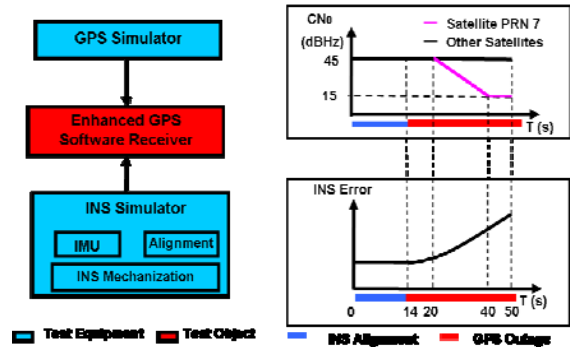 GPS Simulator
Enhanced GPS
Software Receiver
INS Simulator
IMU
Alignment
INS Mechanization
Test Equipment
Test Object
CN0
(dBHz)
45
15
Satellite PRN 7
Other Satellites
T (s)
INS Error
T (s)
0
14
20
40
50
INS Alignment
GPS Outage